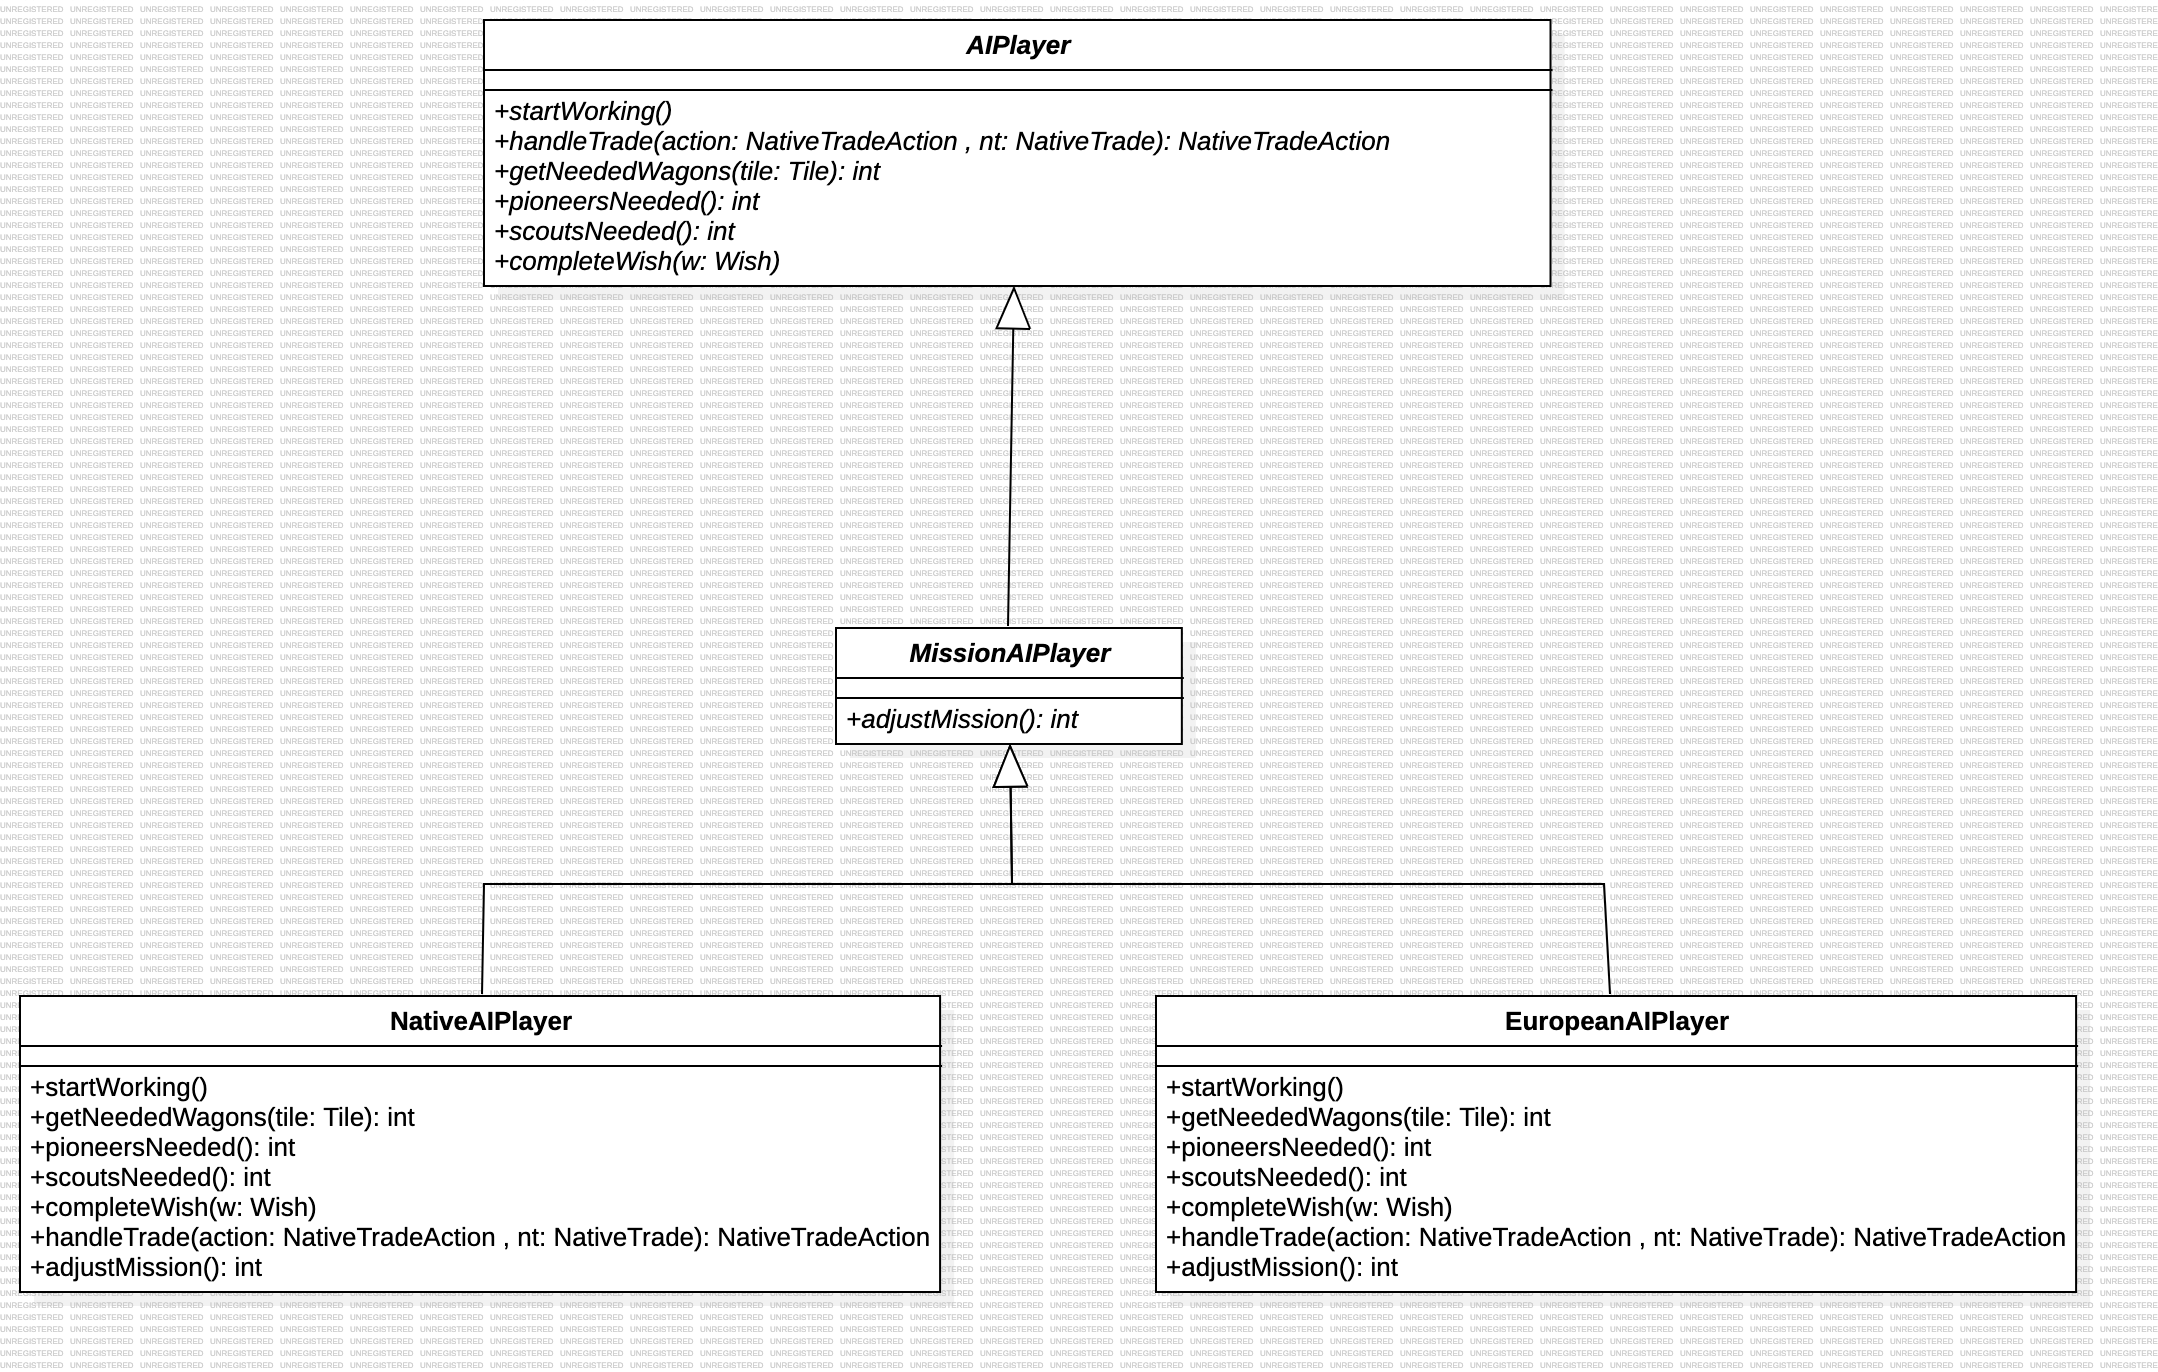 AIPlayer
+startWorking()
+handleTrade(action: NativeTradeAction , nt: NativeTrade): NativeTradeAction
+getNeededWagons(tile: Tile): int
+pioneersNeeded(): int
+scoutsNeeded(): int
+completeWish(w: Wish)
MissionAIPlayer
+adjustMission(): int
NativeAIPlayer
+startWorking()
+getNeededWagons(tile: Tile): int
+pioneersNeeded(): int
+scoutsNeeded(): int
+completeWish(w: Wish)
+handleTrade(action: NativeTradeAction , nt: NativeTrade): NativeTradeAction
+adjustMission(): int
EuropeanAIPlayer
+startWorking()
+getNeededWagons(tile: Tile): int
+pioneersNeeded(): int
+scoutsNeeded(): int
+completeWish(w: Wish)
+handleTrade(action: NativeTradeAction , nt: NativeTrade): NativeTradeAction
+adjustMission(): int
UNREGISTERED